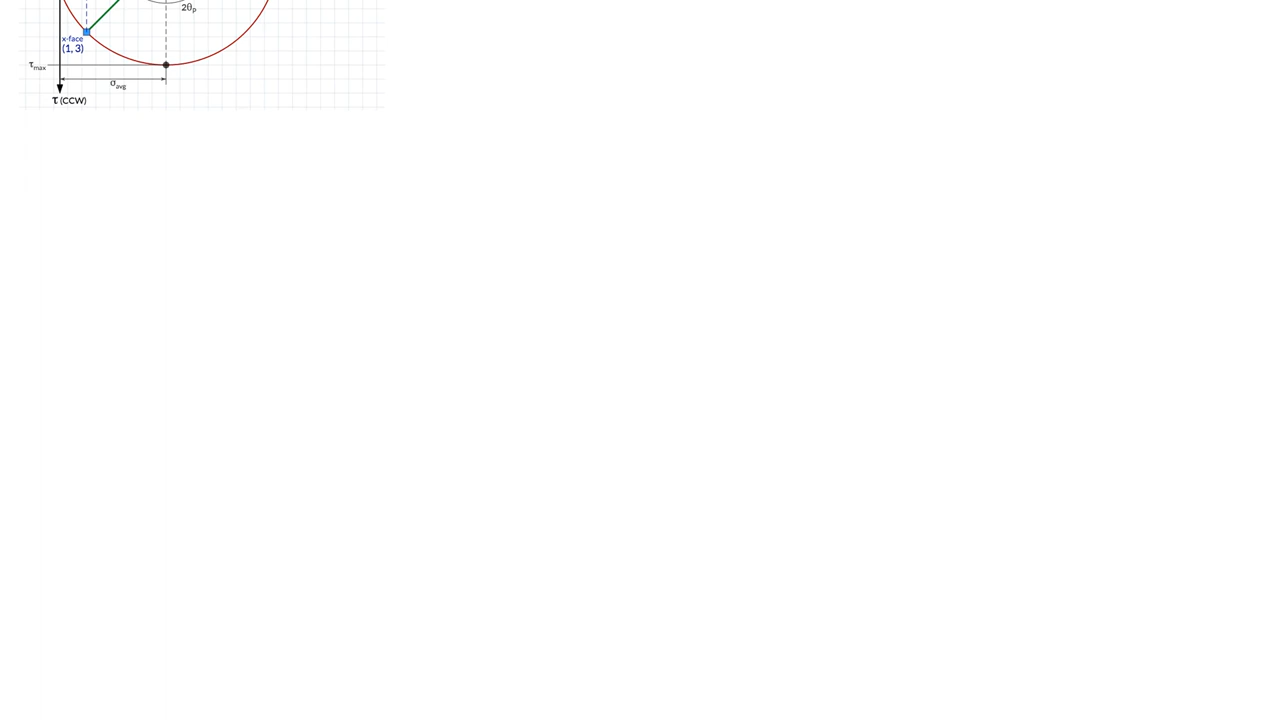 2θp
x-face
(1, 3)
τmax
σavg
τ (CCW)